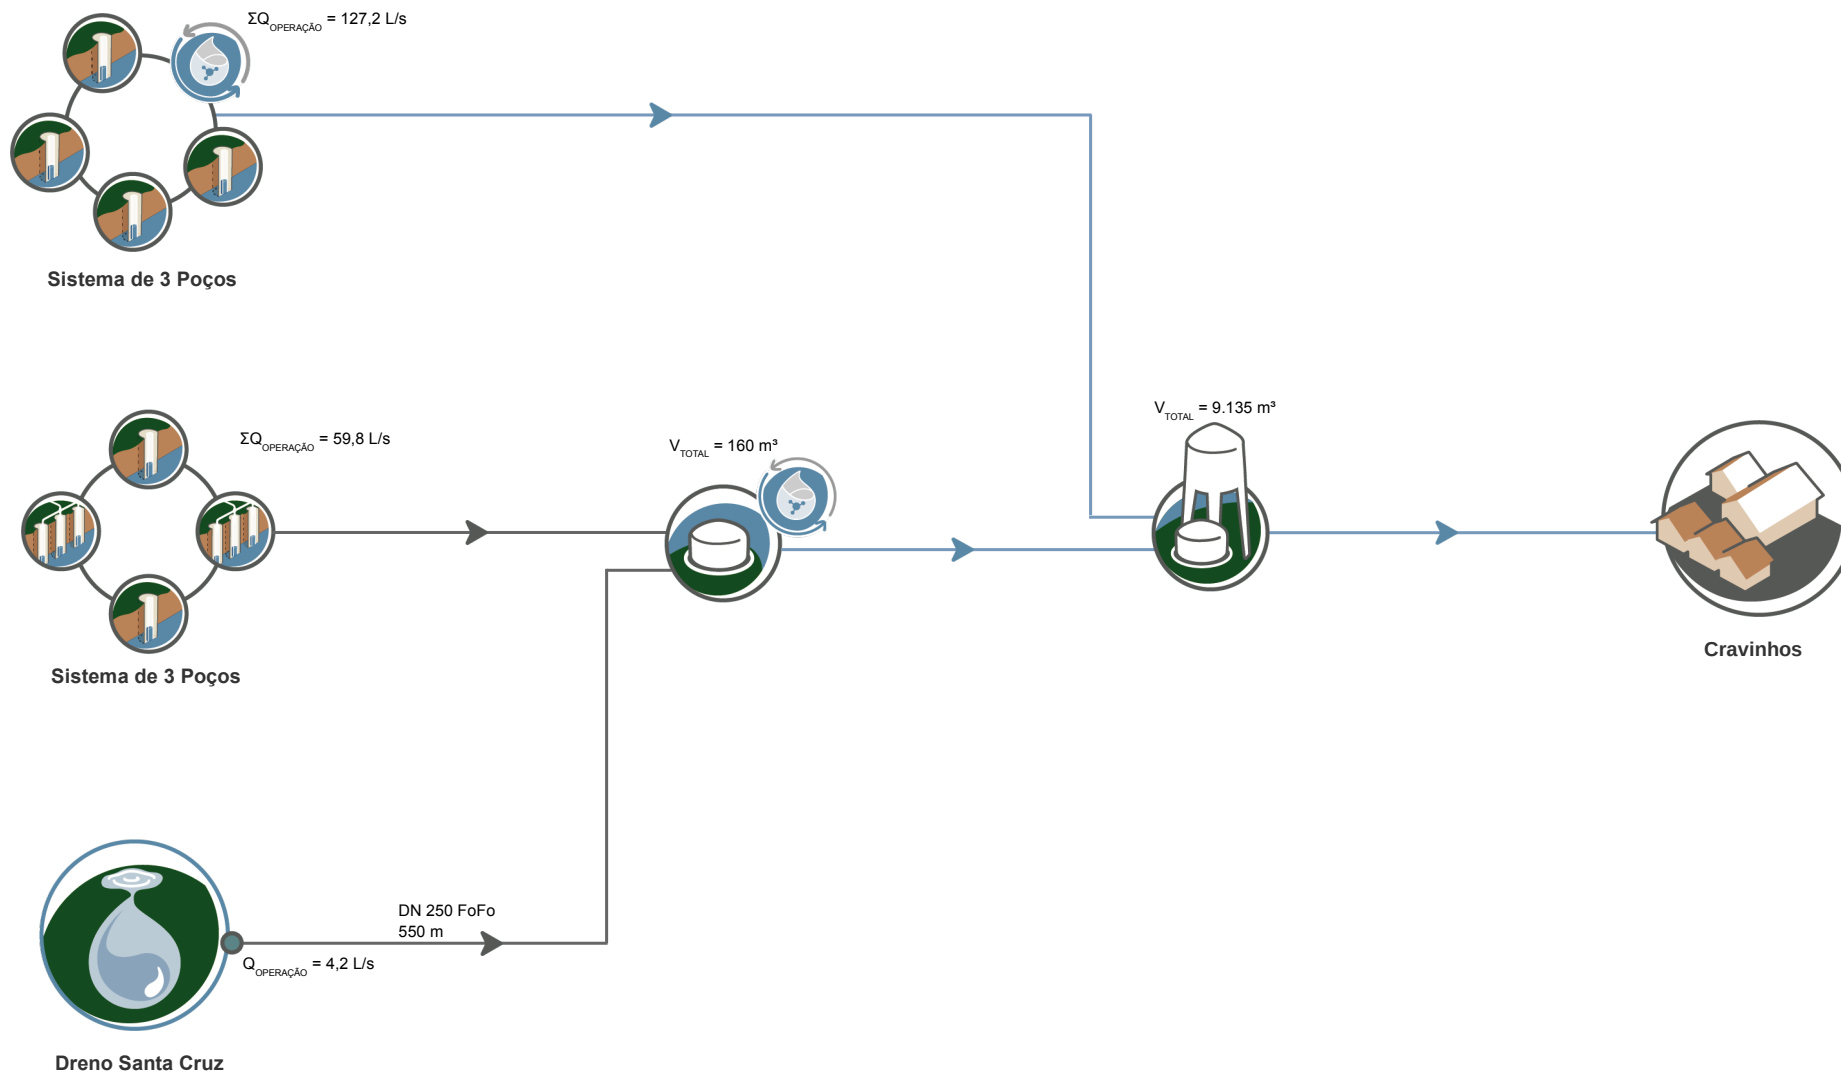 ΣQOPERAÇÃO = 127,2 L/s
Sistema de 3 Poços
ΣQOPERAÇÃO = 59,8 L/s
VTOTAL = 160 m³
VTOTAL = 9.135 m³
Sistema de 3 Poços
Cravinhos
DN 250 FoFo
550 m
QOPERAÇÃO = 4,2 L/s
Dreno Santa Cruz